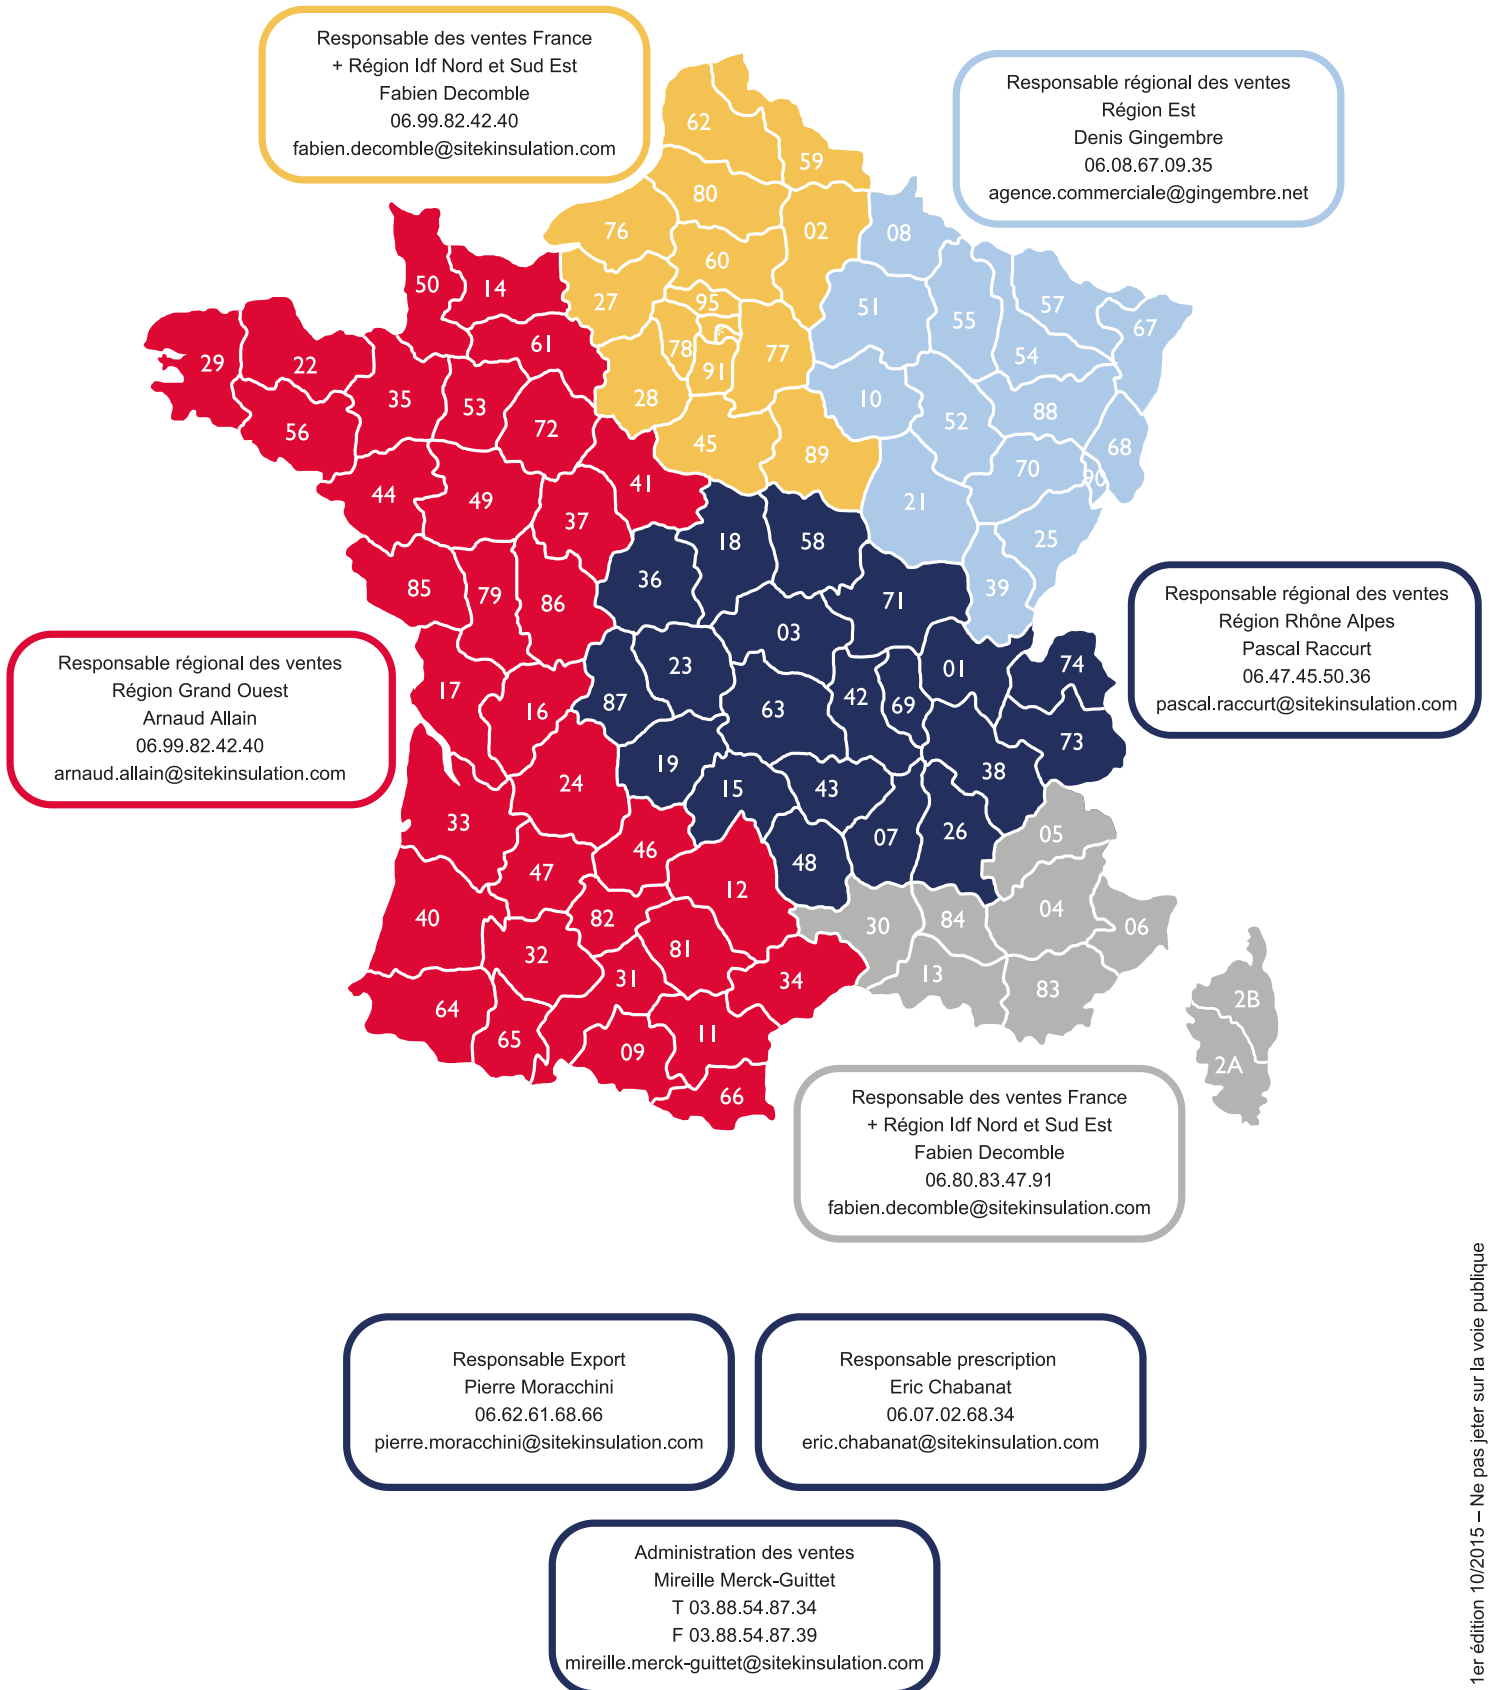 Responsable des ventes France
+ Région Idf Nord et Sud Est
Fabien Decomble
06.99.82.42.40
fabien.decomble@sitekinsulation.com
Responsable régional des ventes
Région Est
Denis Gingembre
06.08.67.09.35
agence.commerciale@gingembre.net
62
59
80
76
02
08
60
50
14
27
95
51
57
55
67
61
29
22
78
77
54
91
35
53
28
10
88
52
56
72
45
89
68
70
90
41
44
49
21
37
18
58
25
36
85
79
86
39
71
03
23
01
74
17
16
87
63
42
69
73
19
38
24
15
43
33
05
26
46
07
48
47
12
40
82
30
84
04
06
32
81
31
34
13
83
2B
64
65
09
11
2A
66
Responsable régional des ventes
Région Rhône Alpes
Pascal Raccurt
06.47.45.50.36
pascal.raccurt@sitekinsulation.com
Responsable régional des ventes
Région Grand Ouest
Arnaud Allain
06.99.82.42.40
arnaud.allain@sitekinsulation.com
Responsable des ventes France
+ Région Idf Nord et Sud Est
Fabien Decomble
06.80.83.47.91
fabien.decomble@sitekinsulation.com
Responsable Export
Pierre Moracchini
06.62.61.68.66
pierre.moracchini@sitekinsulation.com
Responsable prescription
Eric Chabanat
06.07.02.68.34
eric.chabanat@sitekinsulation.com
Administration des ventes
Mireille Merck-Guittet
T 03.88.54.87.34
F 03.88.54.87.39
mireille.merck-guittet@sitekinsulation.com
1er édition 10/2015 – Ne pas jeter sur la voie publique